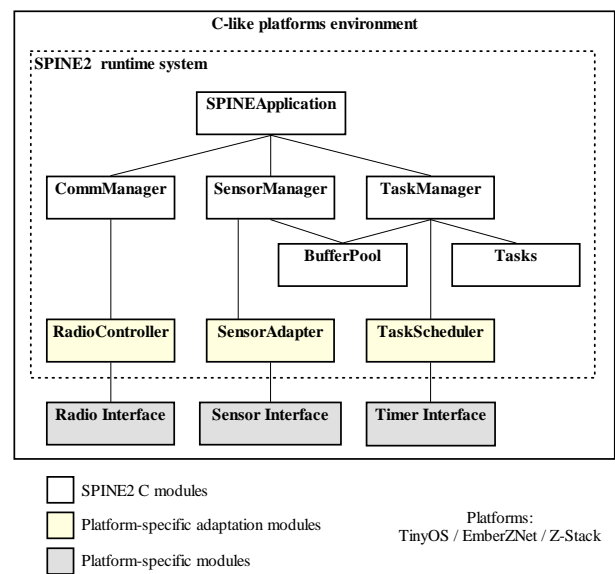 C-like platforms environment
SPINE2 runtime system
SPINEApplication
CommManager
SensorManager
TaskManager
BufferPool
Tasks
RadioController
SensorAdapter
TaskScheduler
Radio Interface
Sensor Interface
Timer Interface
SPINE2 C modules
Platform-specific adaptation modules
Platform-specific modules
Platforms:
TinyOS / EmberZNet / Z-Stack